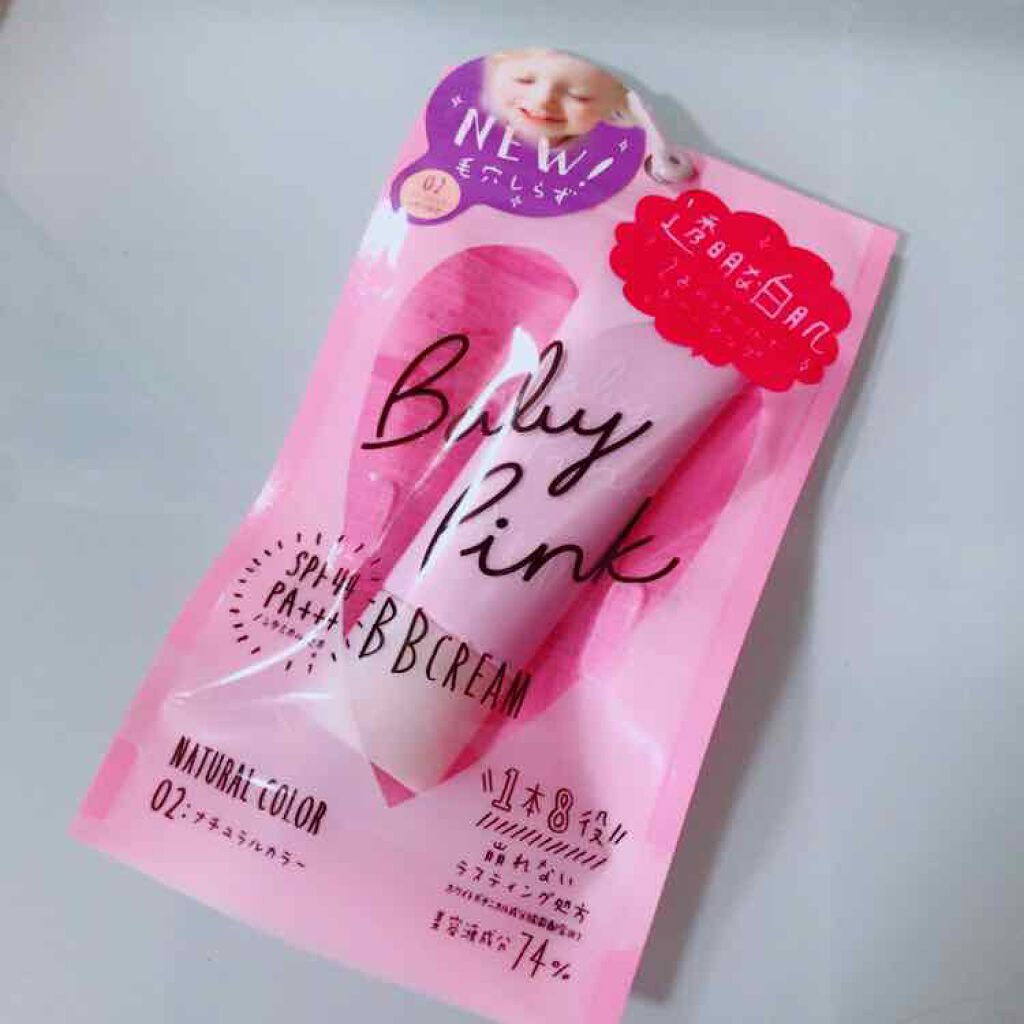 NEW!
毛穴しらず
02
透明な白肌
Baby
Pink
SPF44
PA+++
BBCREAM
NATURAL COLOR
02:ナチュラルカラー
1本8役
崩れない
ラスティング処方
美容液成分74%